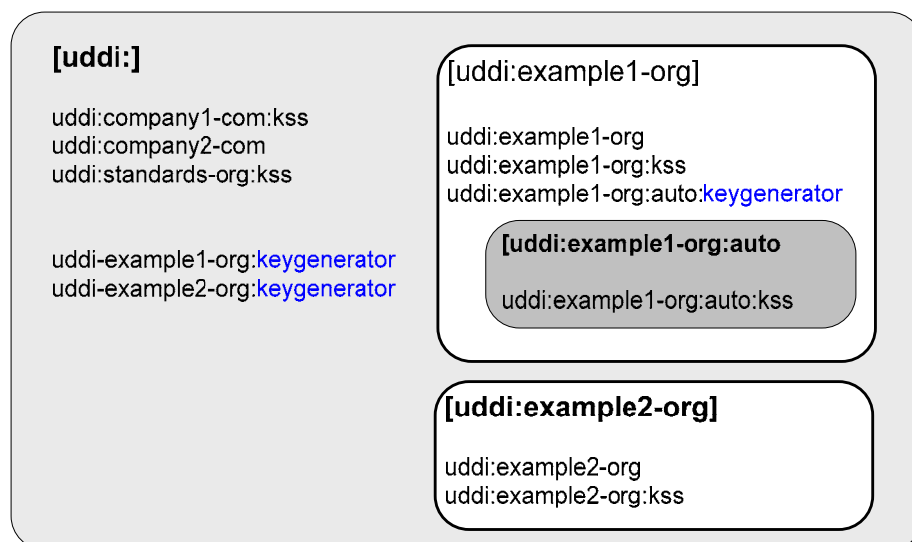 [uddi:]
uddi:company1-com:kss
uddi:company2-com
uddi:standards-org:kss
uddi-example1-org:keygenerator
uddi-example2-org:keygenerator
[uddi:example1-org]
uddi:example1-org
uddi:example1-org:kss
uddi:example1-org:auto:keygenerator
[uddi:example1-org:auto
uddi:example1-org:auto:kss
[uddi:example2-org]
uddi:example2-org
uddi:example2-org:kss